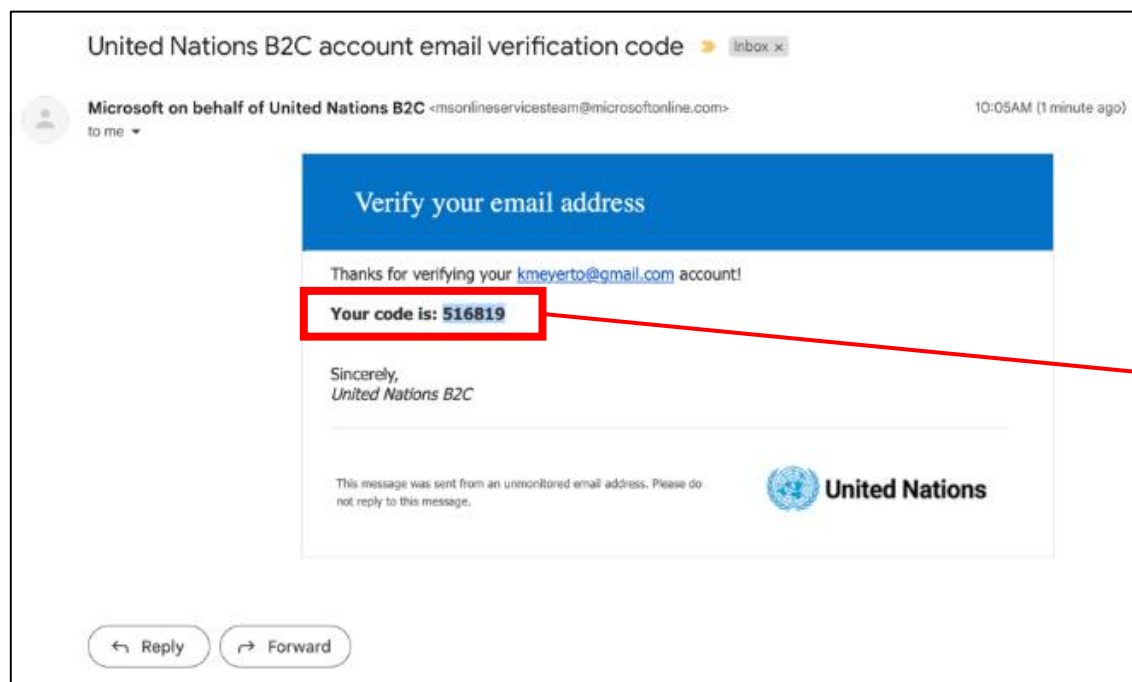 United Nations B2C account email verification code Inbox x
Microsoft on behalf of United Nations B2C <msonlineservicesteam@microsoftonline.com> 10:05AM (1 minute ago)
to me
Verify your email address
Thanks for verifying your kmeyerto@gmail.com account!
Your code is: 516819
Sincerely,
United Nations B2C
This message was sent from an unmonitored email address. Please do
not reply to this message.
United Nations
Reply Forward